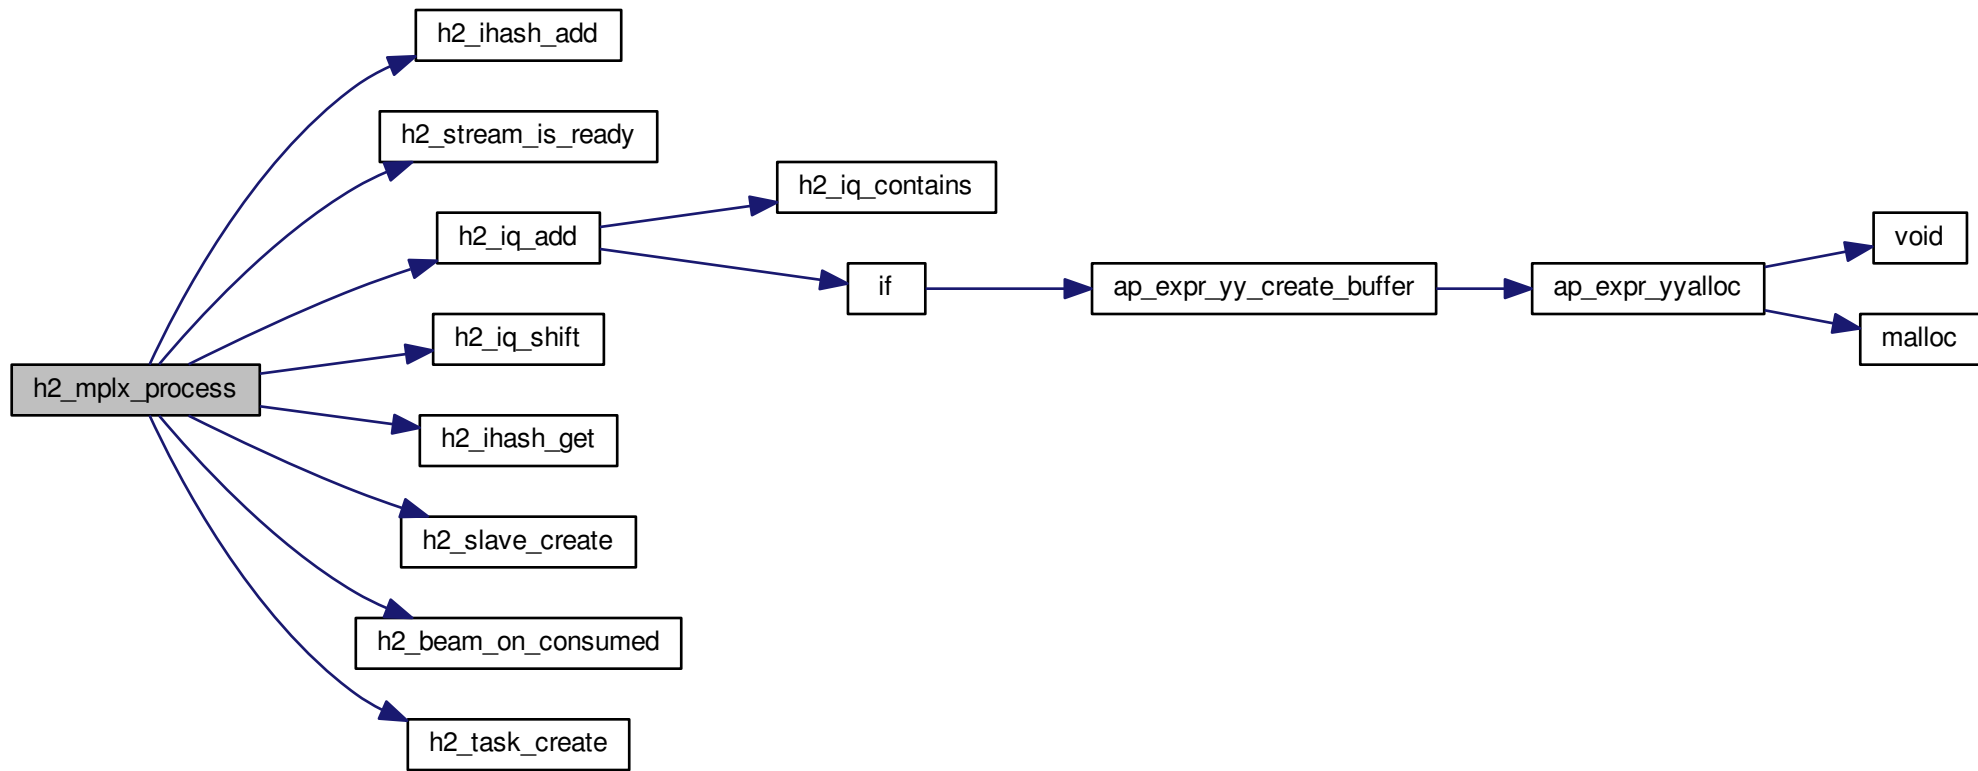 h2_ihash_add
h2_stream_is_ready
h2_iq_contains
h2_iq_add
void
if
ap_expr_yy_create_buffer
ap_expr_yyalloc
h2_iq_shift
malloc
h2_mplx_process
h2_ihash_get
h2_slave_create
h2_beam_on_consumed
h2_task_create